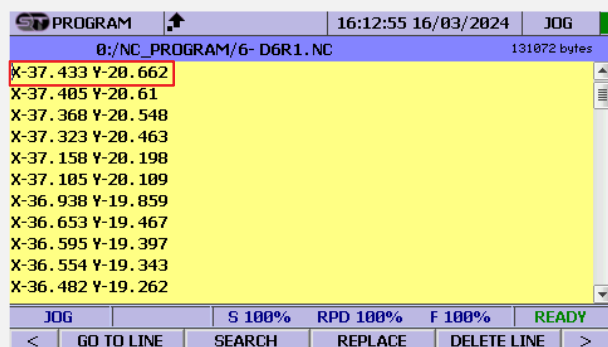 PROGRAM 16:12:55 16/03/2024 JOG
0:/NC_PROGRAM/6- D6R1.NC 131072 bytes
X-37.433 Y-20.662
X-37.405 Y-20.61
X-37.368 Y-20.548
X-37.323 Y-20.463
X-37.158 Y-20.198
X-37.105 Y-20.109
X-36.938 Y-19.859
X-36.653 Y-19.467
X-36.595 Y-19.397
X-36.554 Y-19.343
X-36.482 Y-19.262
JOG S 100% RPD 100% F 100% READY
< GO TO LINE SEARCH REPLACE DELETE LINE >